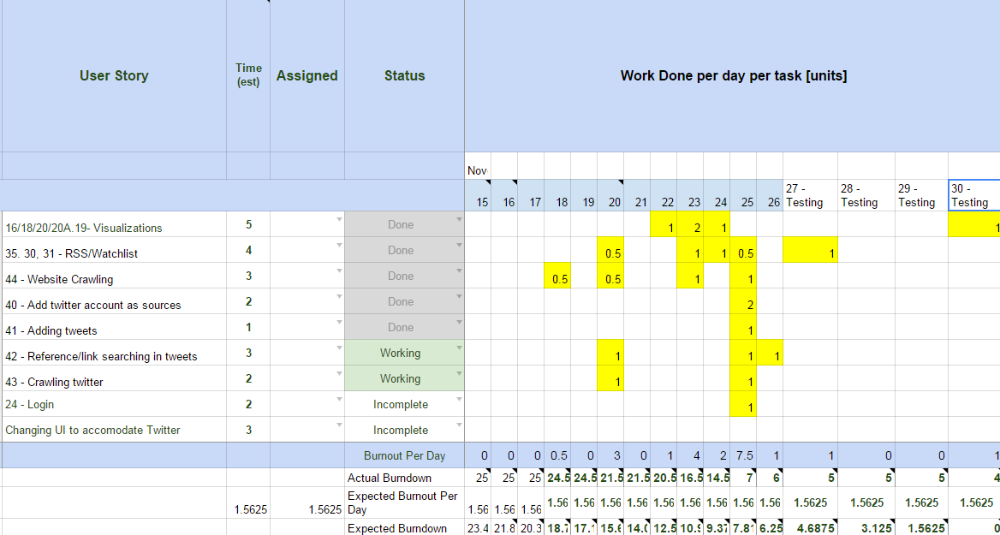 User Story Time (est) Assigned Status Work Done per day per task [units]
Nov
15 16 17 18 19 20 21 22 23 24 25 26 27 - Testing 28 - Testing 29 - Testing 30 - Testing
16/18/20/20A.19- Visualizations 5 Done 1 2 1 1
35. 30, 31 - RSS/Watchlist 4 Done 0.5 1 1 0.5 1
44 - Website Crawling 3 Done 0.5 0.5 1 1
40 - Add twitter account as sources 2 Done 2
41 - Adding tweets 1 Done 1
42 - Reference/link searching in tweets 3 Working 1 1 1
43 - Crawling twitter 2 Working 1 1
24 - Login 2 Incomplete 1
Changing UI to accomodate Twitter 3 Incomplete
Burnout Per Day 0 0 0 0.5 0 3 0 1 4 2 7.5 1 1 0 0 1
Actual Burndown 25 25 25 24.5 24.5 21.5 21.5 20.5 16.5 14.5 7 6 5 5 5 4
1.5625 1.5625 Expected Burnout Per Day 1.56 1.56 1.56 1.56 1.56 1.56 1.56 1.56 1.56 1.56 1.56 1.56 1.5625 1.5625 1.5625 1.5625
Expected Burndown 23.4 21.8 20.3 18.7 17.1 15.6 14.0 12.5 10.9 9.37 7.81 6.25 4.6875 3.125 1.5625 0